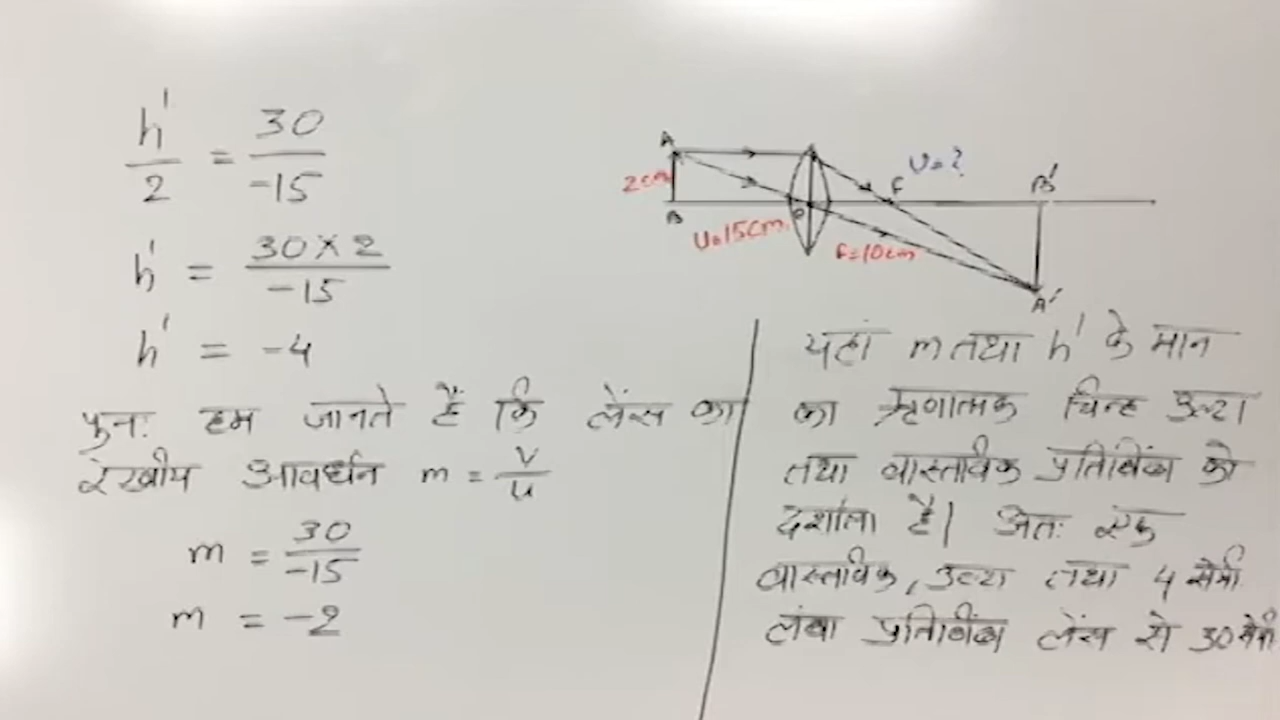 h' / 2 = 30 / -15
h' = 30 × 2 / -15
h' = -4
पुनः हम जानते हैं कि लेंस का
रेखीय आवर्धन m = v / u
m = 30 / -15
m = -2
A
2cm
B
U=15cm.
O
F
U=?
F=10cm
B'
A'
यहां m तथा h' के मान
का ऋणात्मक चिन्ह उल्टा
तथा वास्तविक प्रतिबिंब को
दर्शाता है। अतः एक
वास्तविक, उल्टा तथा 4 सेमी
लंबा प्रतिबिंब लेंस से 30 सेमी